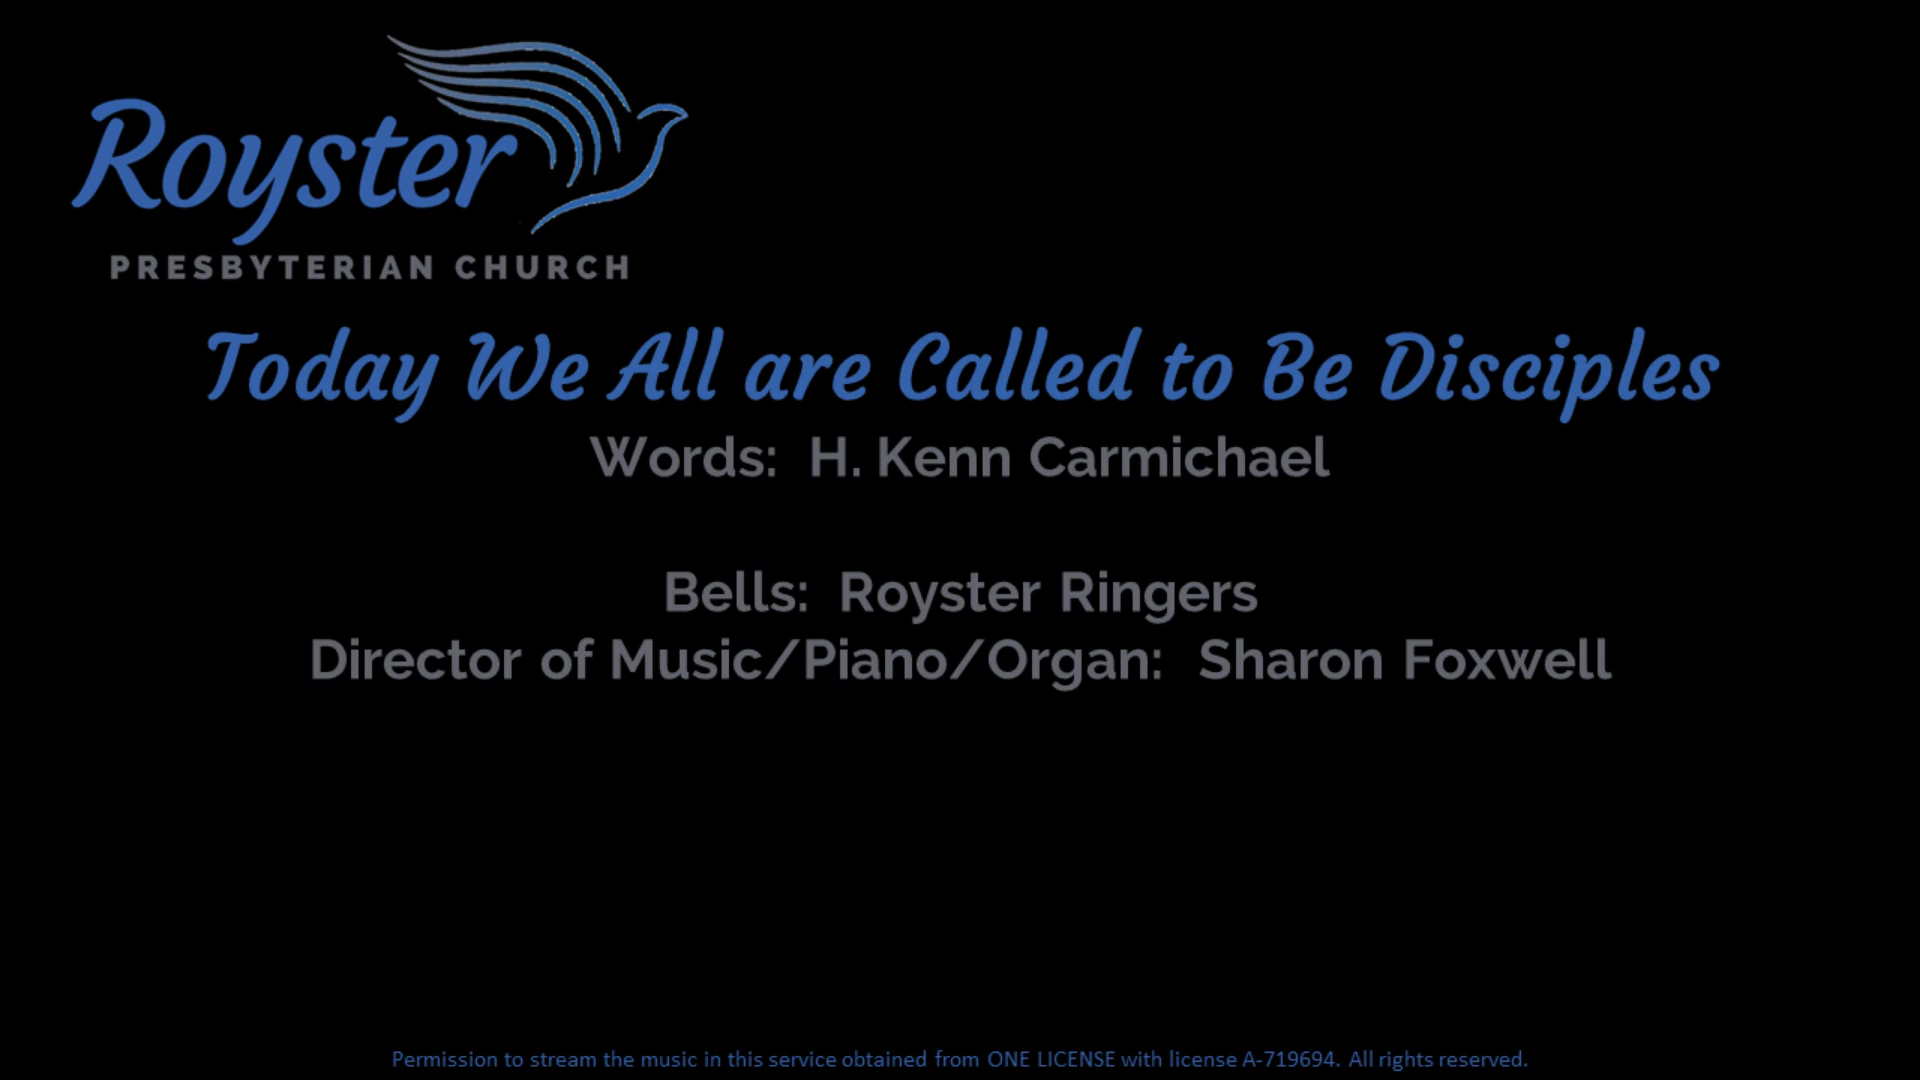 Royster
PRESBYTERIAN CHURCH
Today We All are Called to Be Disciples
Words: H. Kenn Carmichael
Bells: Royster Ringers
Director of Music/Piano/Organ: Sharon Foxwell
Permission to stream the music in this service obtained from ONE LICENSE with license A-719694. All rights reserved.